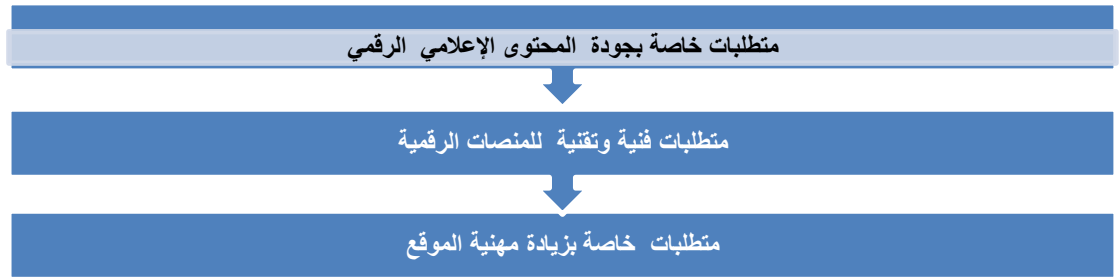 متطلبات خاصة بجودة المحتوى الإعلامي الرقمي
متطلبات فنية وتقنية للمنصات الرقمية
متطلبات خاصة بزيادة مهنية الموقع